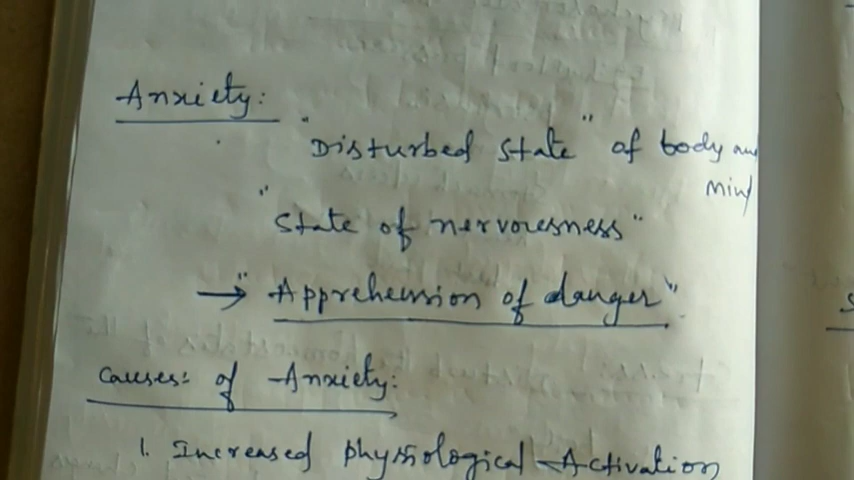 Anxiety:
"Disturbed state" of body and
mind
"State of nervousness"
→ "Apprehension of danger"
Causes: of Anxiety:
1. Increased physiological Activation